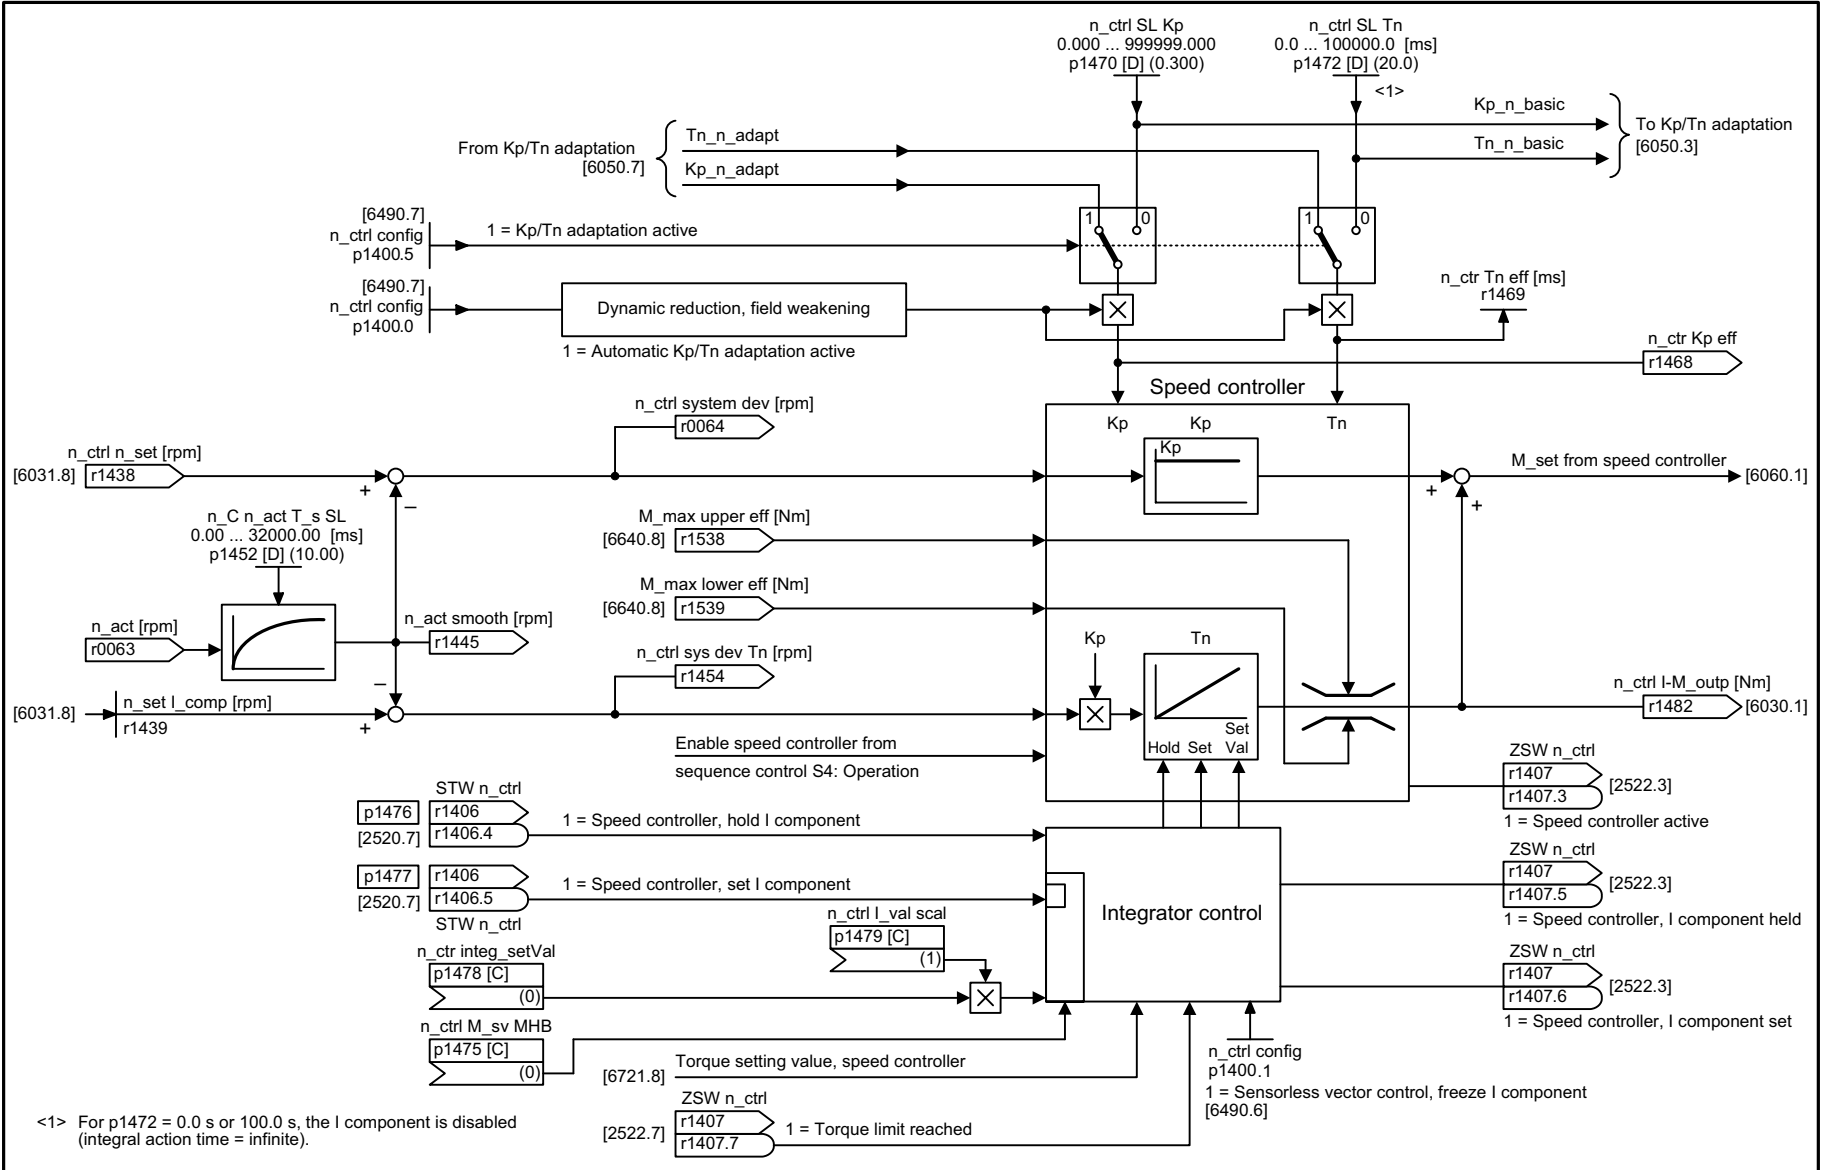 n_ctrl SL Kp
0.000 ... 999999.000
p1470 [D] (0.300)
n_ctrl SL Tn
0.0 ... 100000.0 [ms]
p1472 [D] (20.0)
<1>
Kp_n_basic
Tn_n_basic
To Kp/Tn adaptation
[6050.3]
From Kp/Tn adaptation
[6050.7]
Tn_n_adapt
Kp_n_adapt
[6490.7]
n_ctrl config
p1400.5
1 = Kp/Tn adaptation active
1 0
1 0
[6490.7]
n_ctrl config
p1400.0
Dynamic reduction, field weakening
1 = Automatic Kp/Tn adaptation active
n_ctr Tn eff [ms]
r1469
n_ctr Kp eff
r1468
Speed controller
Kp
Kp
Tn
Kp
n_ctrl system dev [rpm]
r0064
n_ctrl n_set [rpm]
[6031.8]
r1438
+
–
+
+
M_set from speed controller
[6060.1]
n_C n_act T_s SL
0.00 ... 32000.00 [ms]
p1452 [D] (10.00)
M_max upper eff [Nm]
[6640.8]
r1538
M_max lower eff [Nm]
[6640.8]
r1539
n_act [rpm]
r0063
n_act smooth [rpm]
r1445
n_ctrl sys dev Tn [rpm]
r1454
Kp
Tn
–
[6031.8]
n_set I_comp [rpm]
r1439
+
Hold
Set
Set
Val
n_ctrl I-M_outp [Nm]
r1482
[6030.1]
Enable speed controller from
sequence control S4: Operation
ZSW n_ctrl
r1407
r1407.3
[2522.3]
1 = Speed controller active
STW n_ctrl
p1476
r1406
[2520.7]
r1406.4
1 = Speed controller, hold I component
p1477
r1406
[2520.7]
r1406.5
STW n_ctrl
1 = Speed controller, set I component
Integrator control
ZSW n_ctrl
r1407
r1407.5
[2522.3]
1 = Speed controller, I component held
n_ctrl I_val scal
p1479 [C]
(1)
n_ctr integ_setVal
p1478 [C]
(0)
ZSW n_ctrl
r1407
r1407.6
[2522.3]
1 = Speed controller, I component set
n_ctrl M_sv MHB
p1475 [C]
(0)
[6721.8]
Torque setting value, speed controller
n_ctrl config
p1400.1
1 = Sensorless vector control, freeze I component
[6490.6]
ZSW n_ctrl
[2522.7]
r1407
r1407.7
1 = Torque limit reached
<1> For p1472 = 0.0 s or 100.0 s, the I component is disabled
(integral action time = infinite).